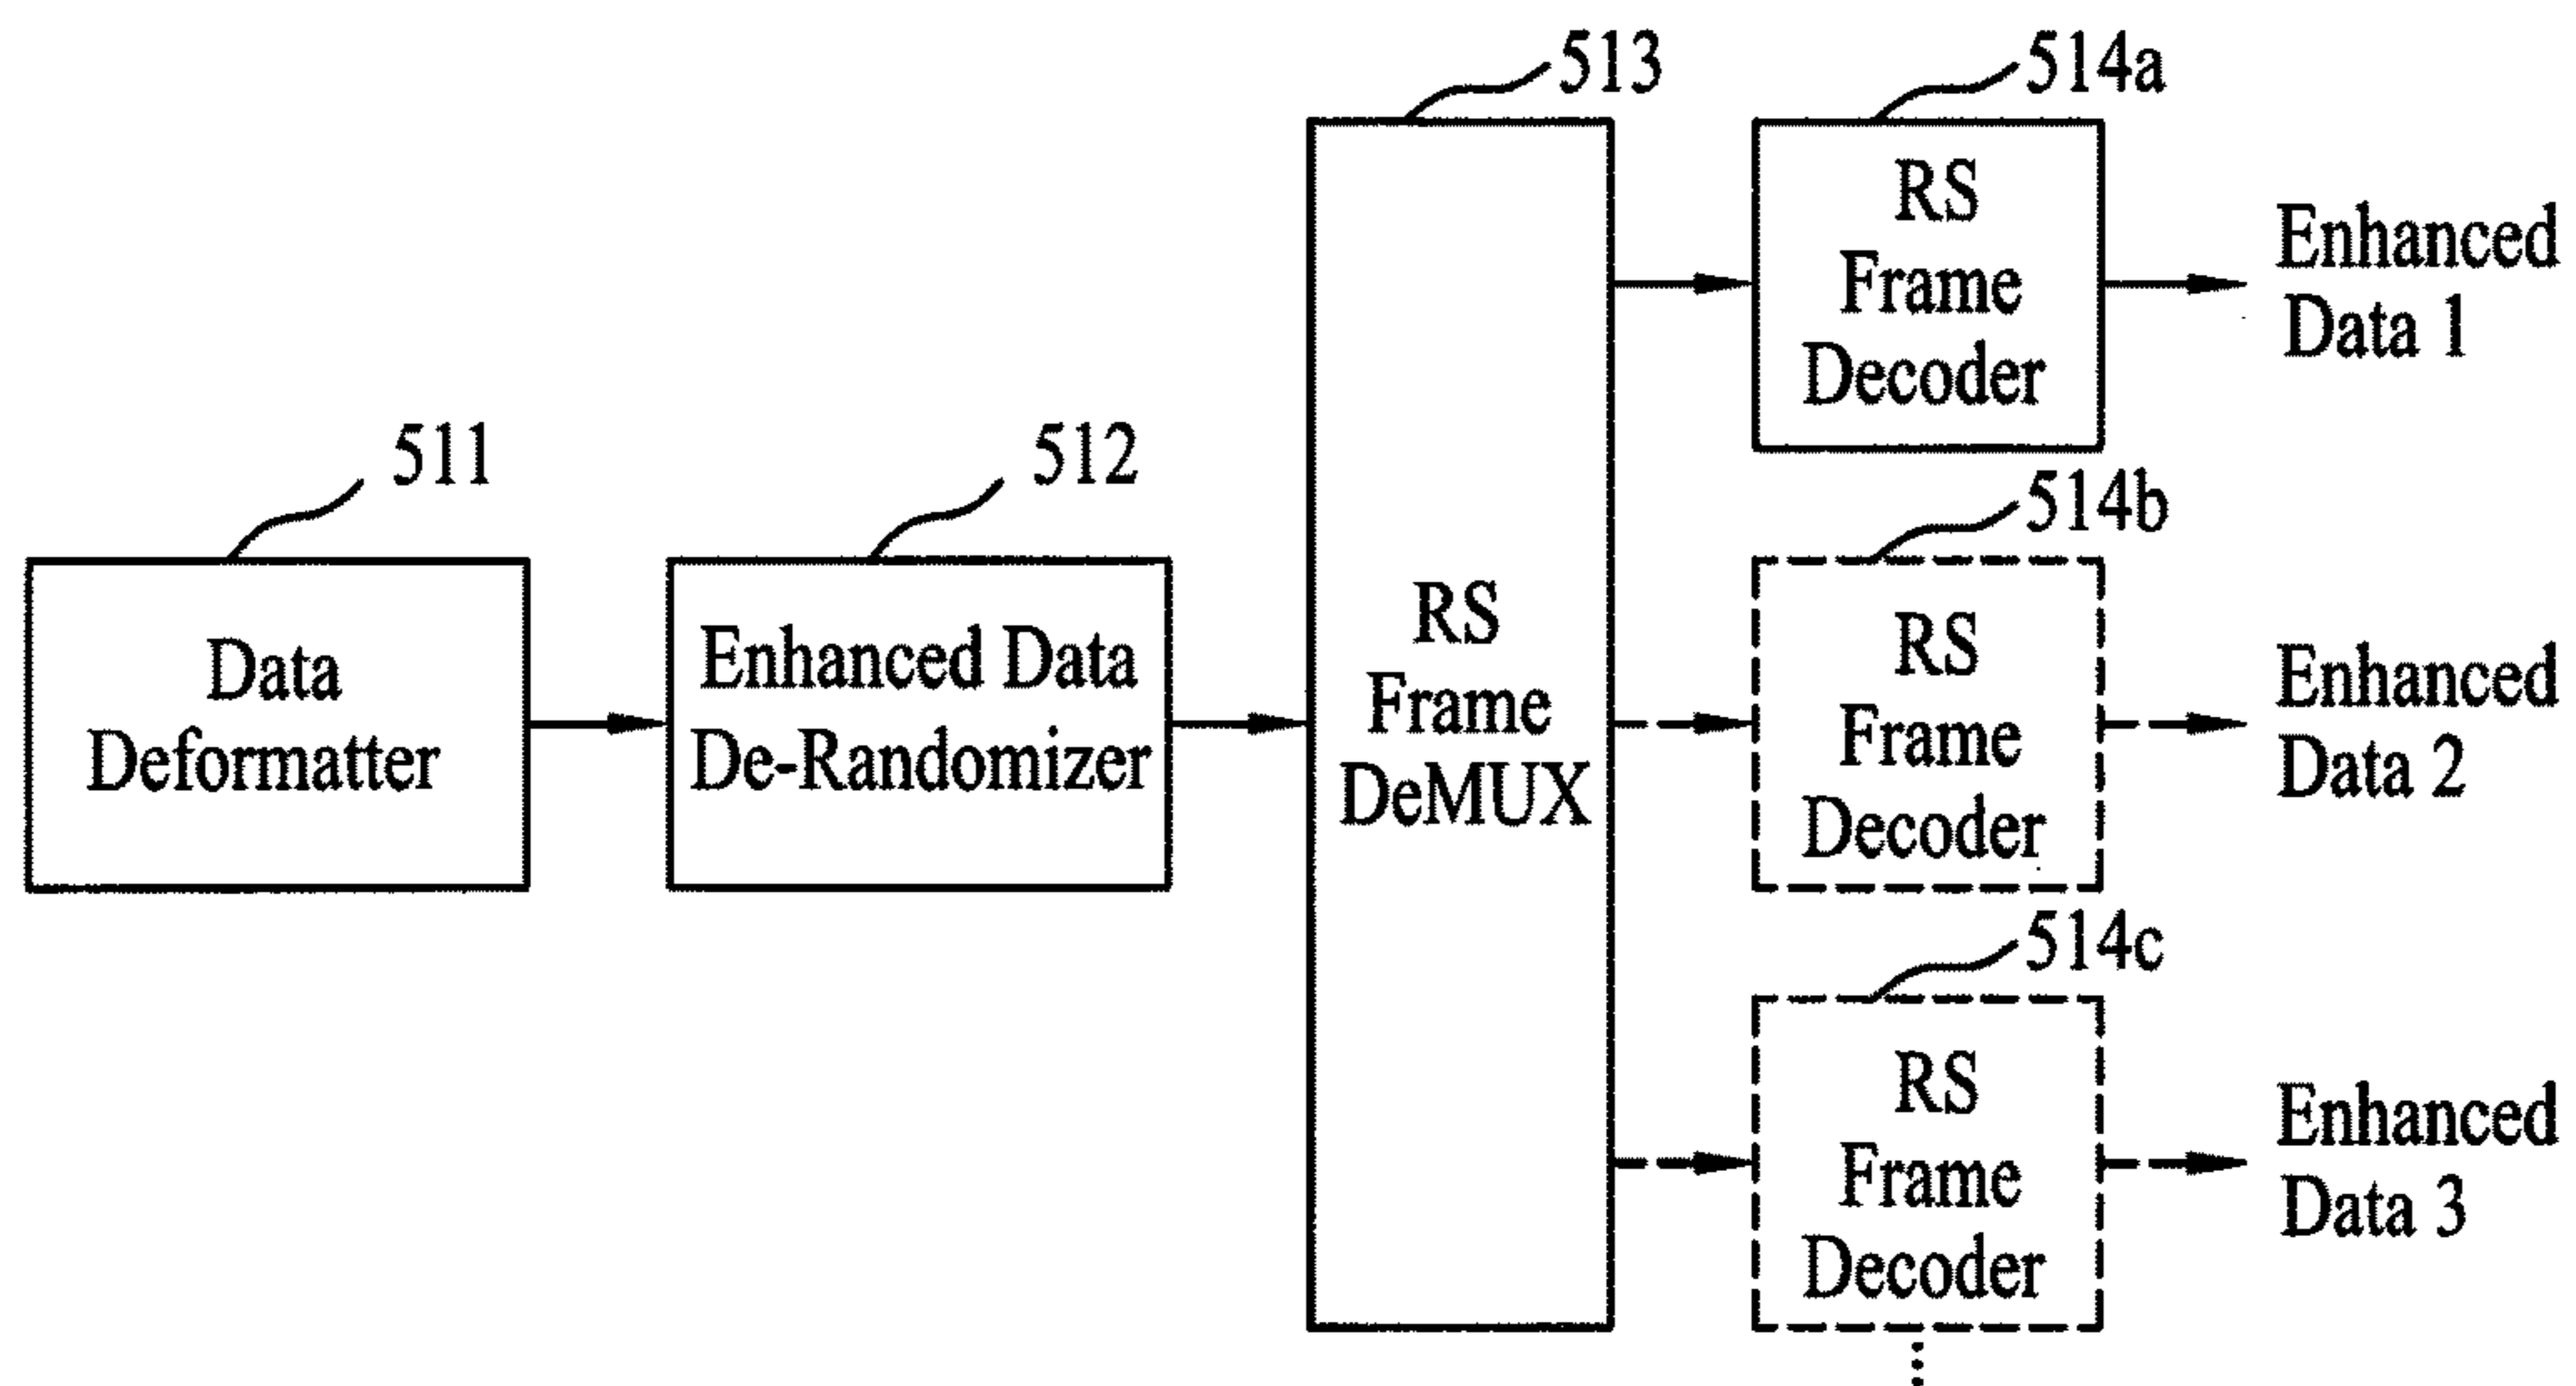 513
514a
RS
Frame
Decoder
Enhanced
Data 1
511
512
514b
Data
Deformatter
Enhanced Data
De-Randomizer
RS
Frame
DeMUX
RS
Frame
Decoder
Enhanced
Data 2
514c
RS
Frame
Decoder
Enhanced
Data 3